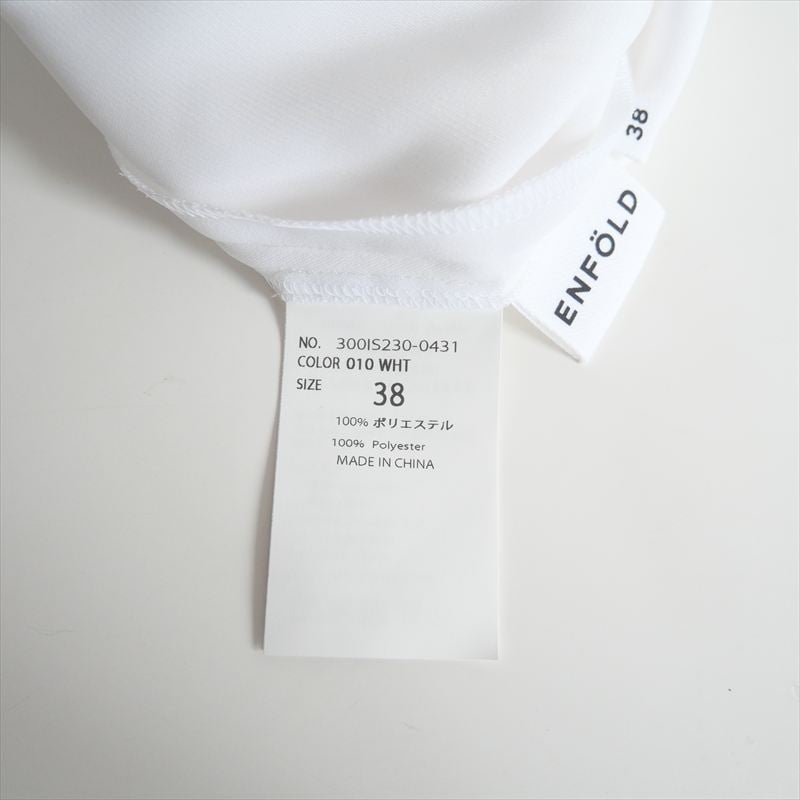 38
ENFÖLD
NO. 300IS230-0431
COLOR 010 WHT
SIZE 38
100% ポリエステル
100% Polyester
MADE IN CHINA